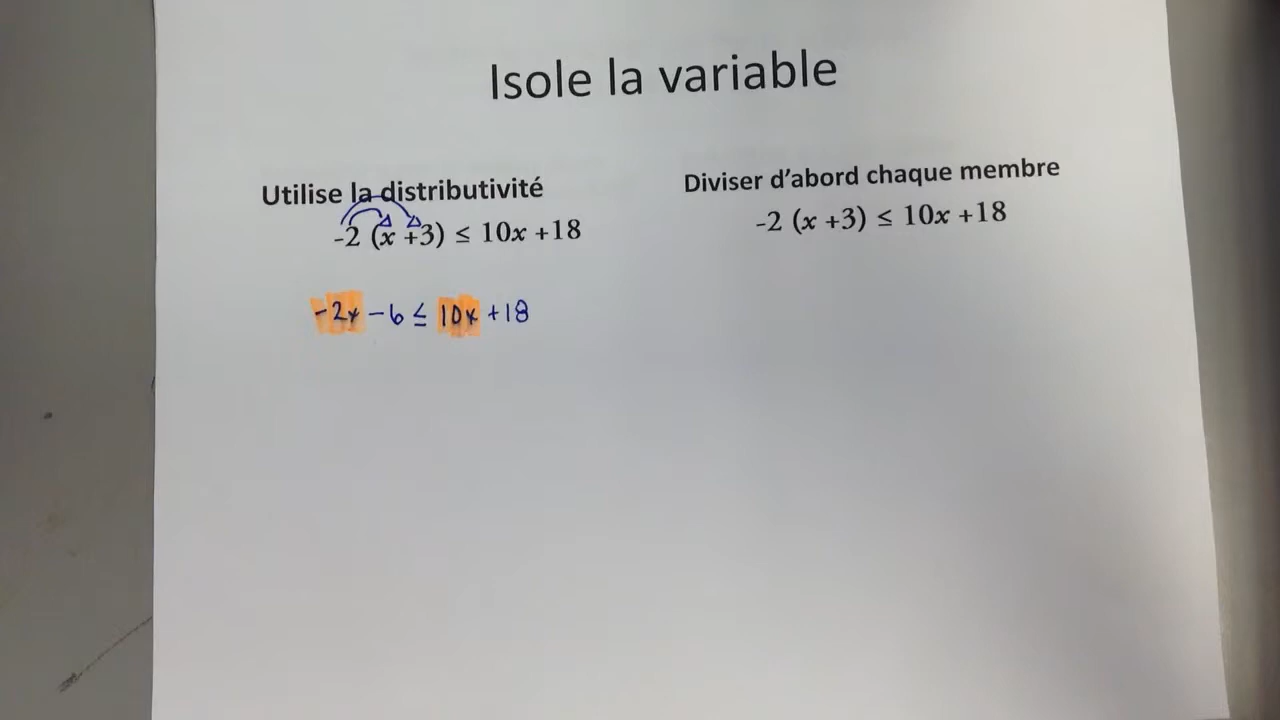 Isole la variable
Utilise la distributivité
-2 (x +3) ≤ 10x +18
-2x - 6 ≤ 10x +18
Diviser d'abord chaque membre
-2 (x +3) ≤ 10x +18